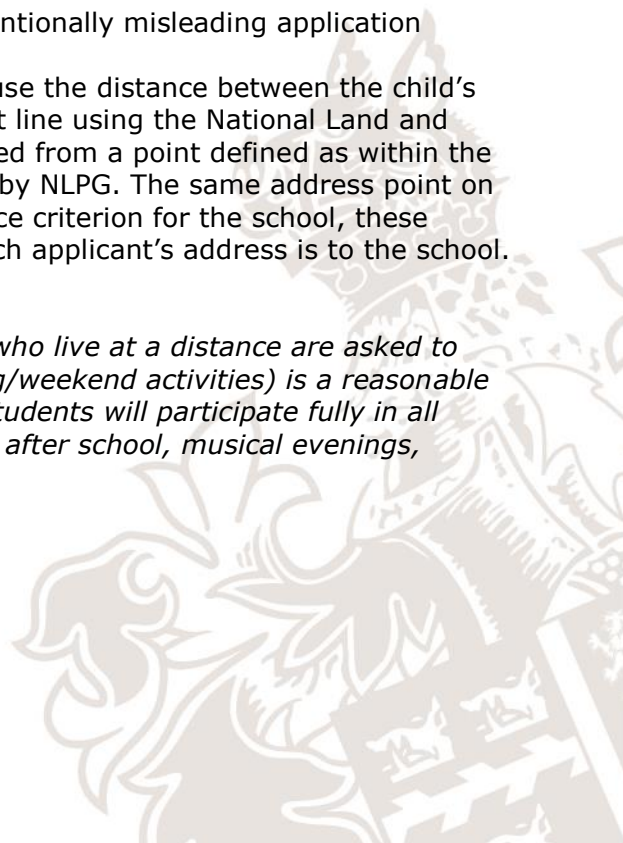 ntionally misleading application
use the distance between the child’s
t line using the National Land and
ed from a point defined as within the
by NLPG. The same address point on
ce criterion for the school, these
ch applicant’s address is to the school.
who live at a distance are asked to
g/weekend activities) is a reasonable
tudents will participate fully in all
after school, musical evenings,